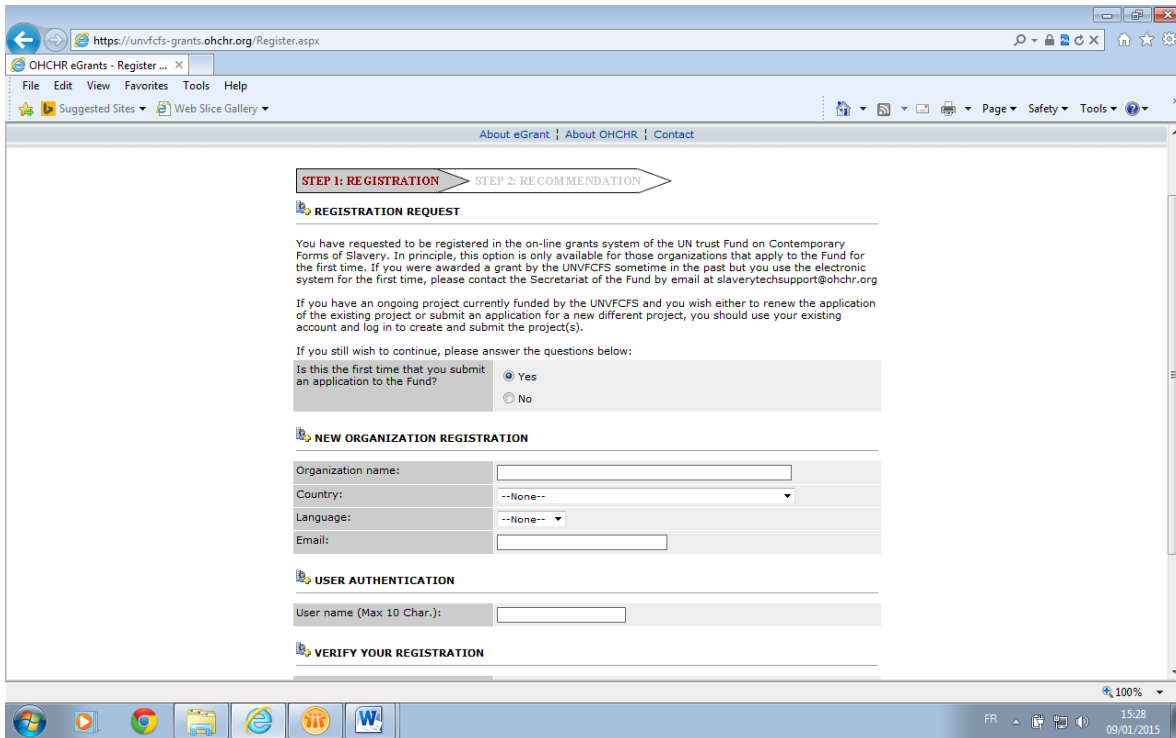 https://unvfcfs-grants.ohchr.org/Register.aspx
OHCHR eGrants - Register ...
File Edit View Favorites Tools Help
Suggested Sites Web Slice Gallery Page Safety Tools
About eGrant ¦ About OHCHR ¦ Contact
STEP 1: REGISTRATION STEP 2: RECOMMENDATION
REGISTRATION REQUEST
You have requested to be registered in the on-line grants system of the UN trust Fund on Contemporary
Forms of Slavery. In principle, this option is only available for those organizations that apply to the Fund for
the first time. If you were awarded a grant by the UNVFCFS sometime in the past but you use the electronic
system for the first time, please contact the Secretariat of the Fund by email at slaverytechsupport@ohchr.org
If you have an ongoing project currently funded by the UNVFCFS and you wish either to renew the application
of the existing project or submit an application for a new different project, you should use your existing
account and log in to create and submit the project(s).
If you still wish to continue, please answer the questions below:
Is this the first time that you submit
an application to the Fund?
Yes
No
NEW ORGANIZATION REGISTRATION
Organization name:
Country: --None--
Language: --None--
Email:
USER AUTHENTICATION
User name (Max 10 Char.):
VERIFY YOUR REGISTRATION
100%
FR 15:28
09/01/2015